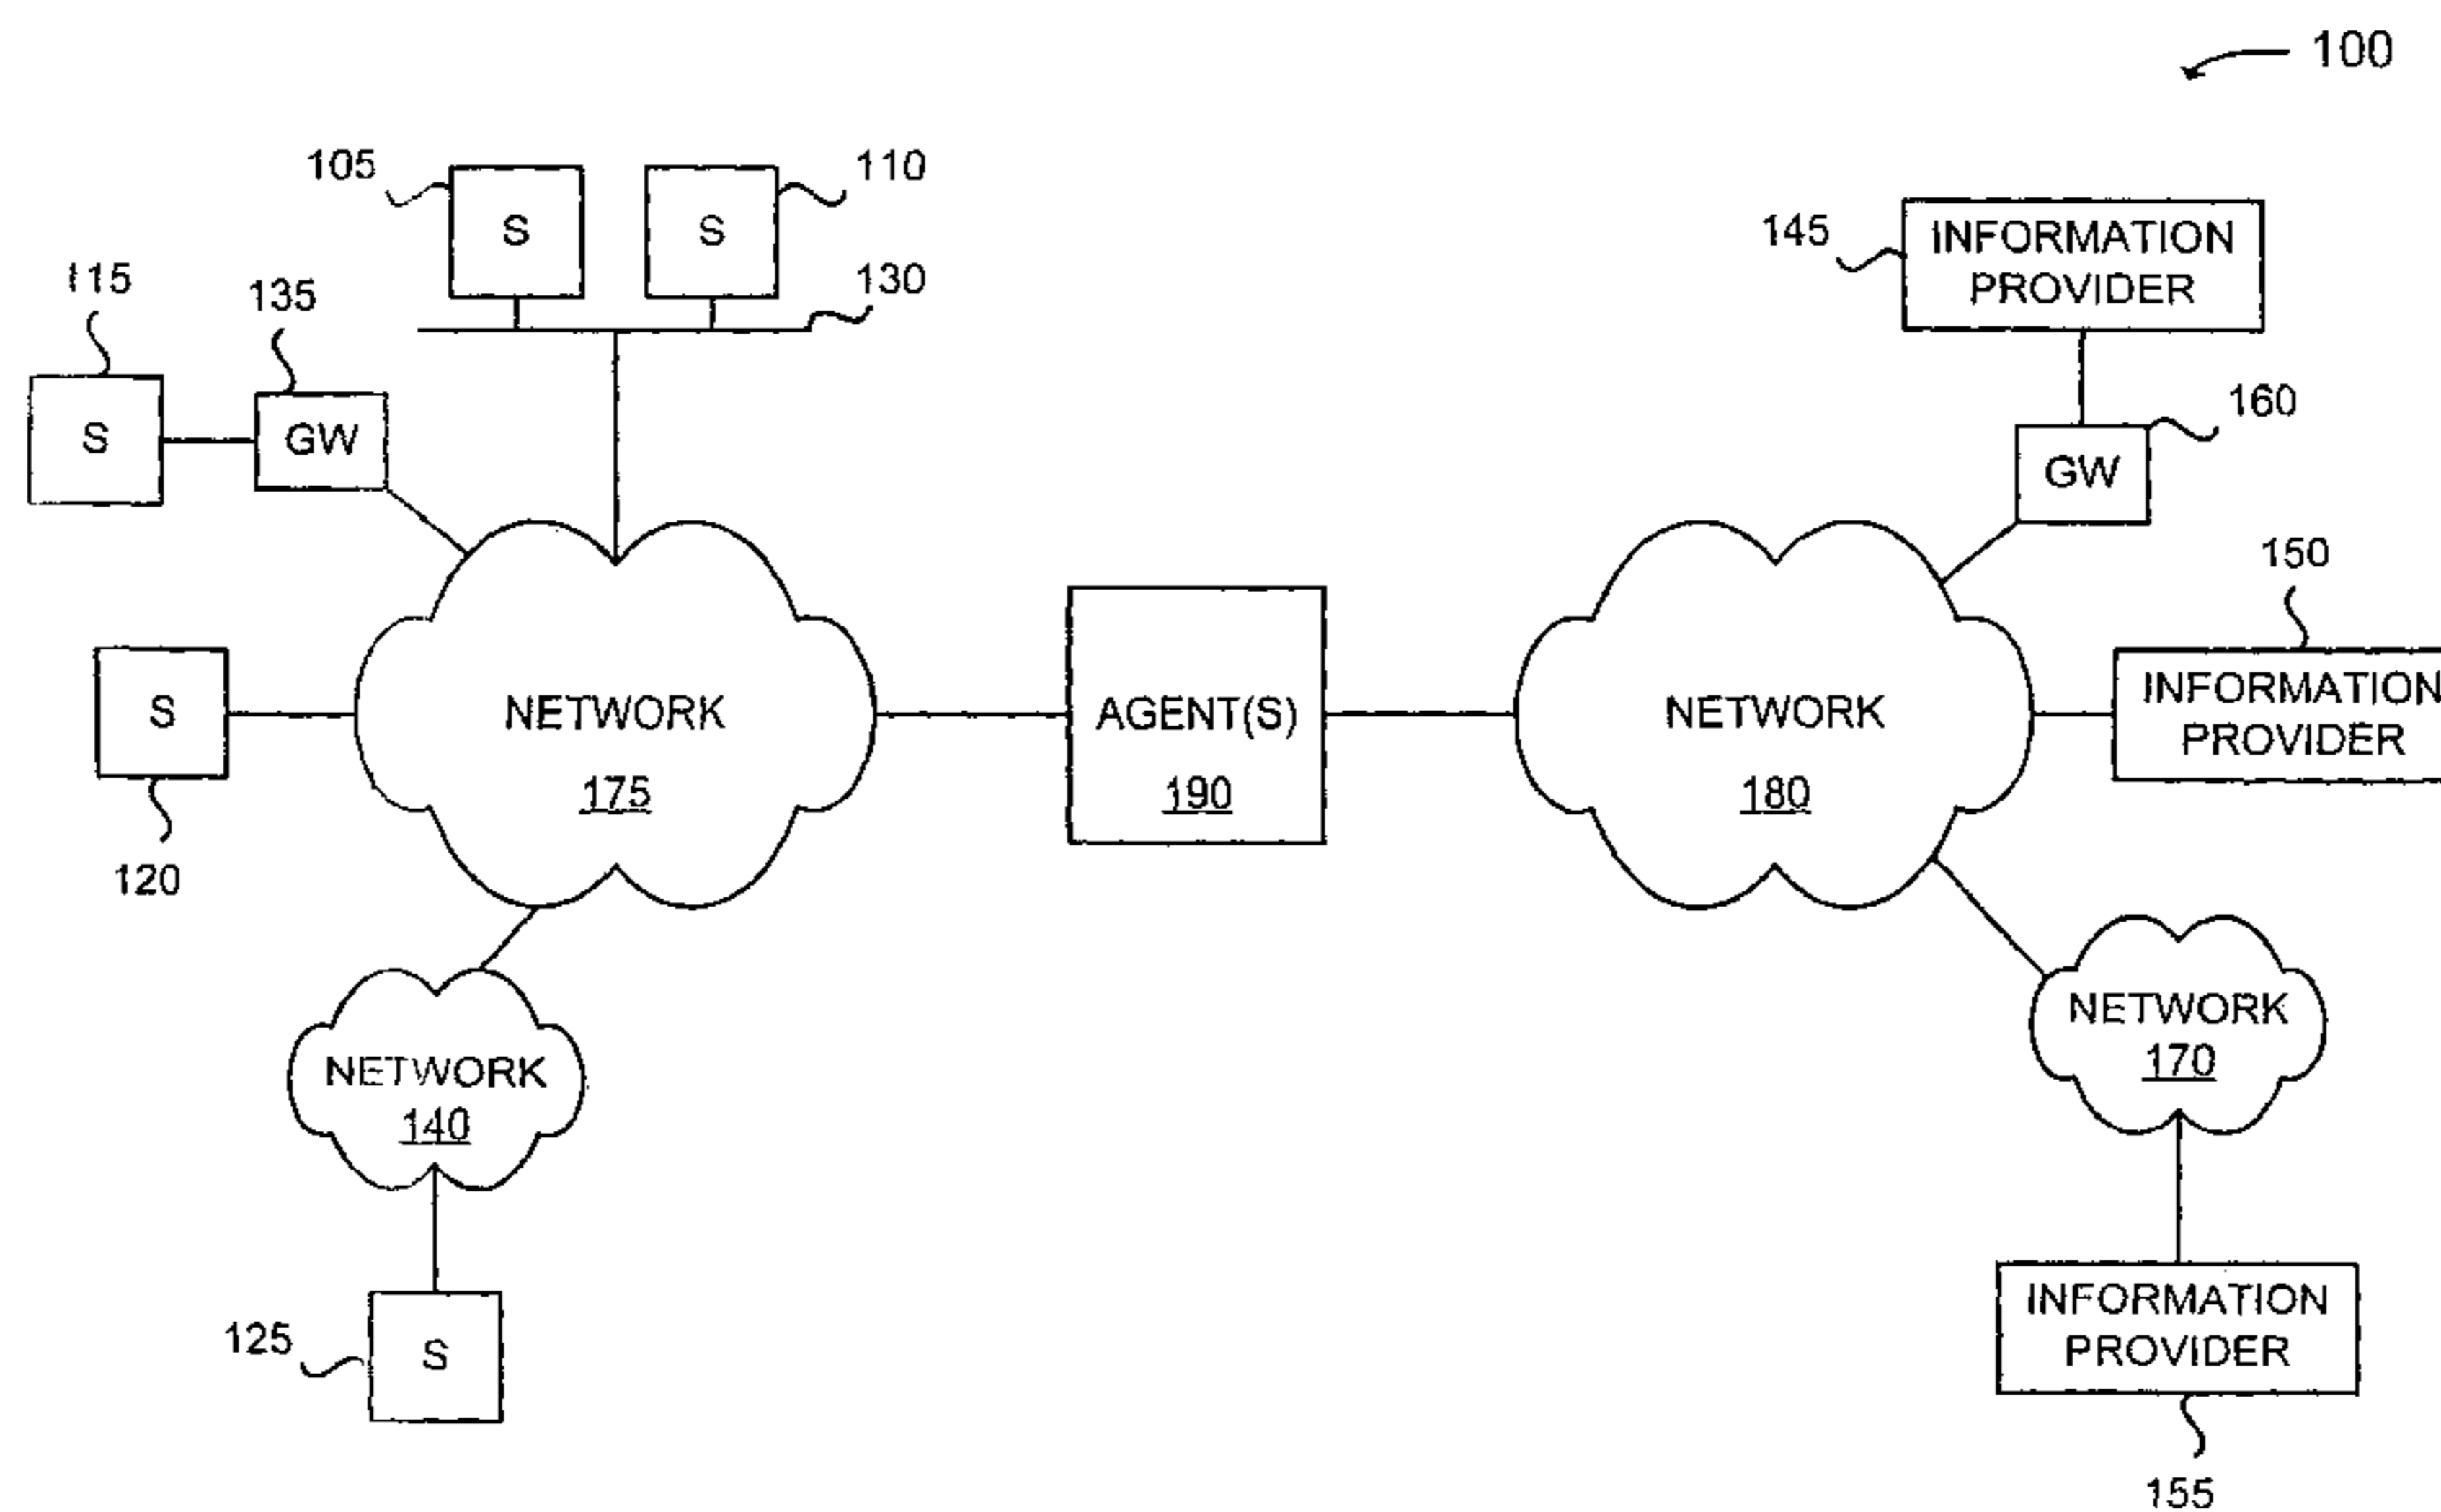 100
105
110
S
S
130
115
135
S
GW
145
INFORMATION
PROVIDER
160
GW
150
INFORMATION
PROVIDER
S
120
NETWORK
175
AGENT(S)
190
NETWORK
180
NETWORK
140
NETWORK
170
125
S
INFORMATION
PROVIDER
155